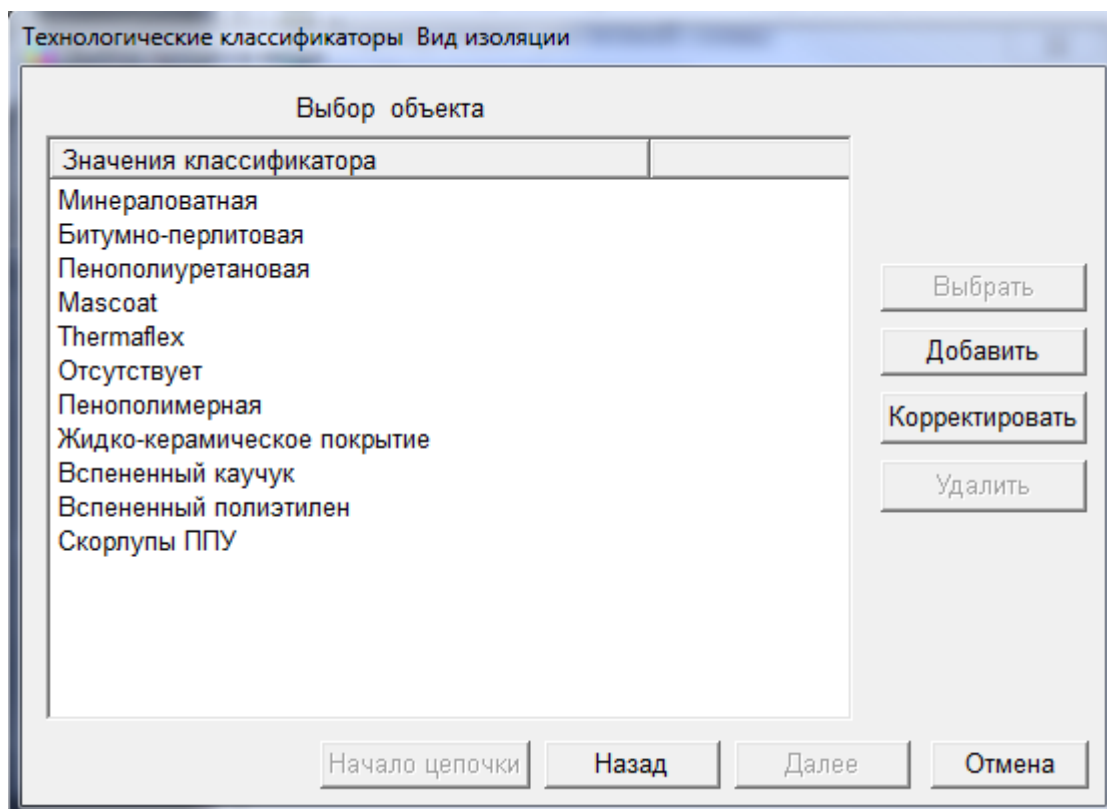 Технологические классификаторы Вид изоляции
Выбор объекта
Значения классификатора
Минераловатная
Битумно-перлитовая
Пенополиуретановая
Mascoat
Thermaflex
Отсутствует
Пенополимерная
Жидко-керамическое покрытие
Вспененный каучук
Вспененный полиэтилен
Скорлупы ППУ
Выбрать
Добавить
Корректировать
Удалить
Начало цепочки
Назад
Далее
Отмена